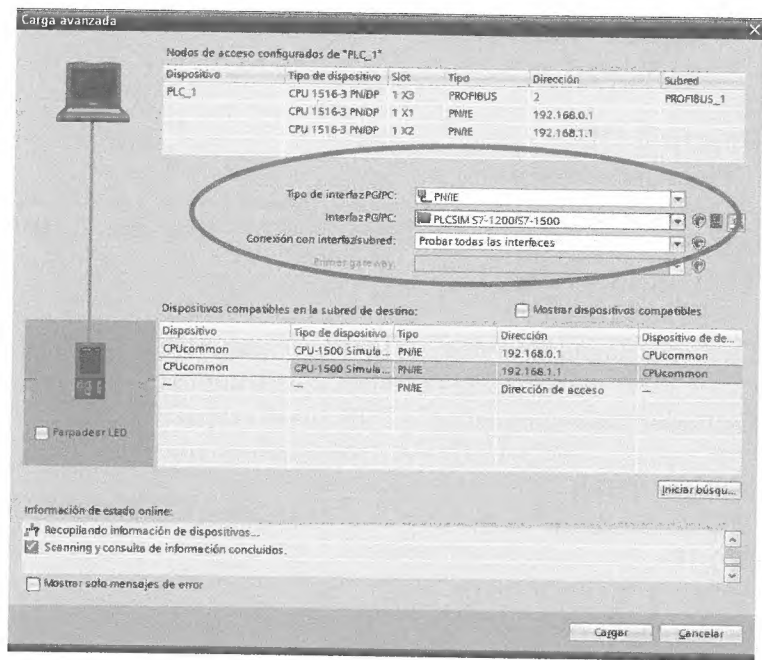 Carga avanzada
Nodos de acceso configurados de "PLC_1"
Dispositivo Tipo de dispositivo Slot Tipo Dirección Subred
PLC_1 CPU 1516-3 PN/DP 1 X3 PROFIBUS 2 PROFIBUS_1
CPU 1516-3 PN/DP 1 X1 PN/IE 192.168.0.1
CPU 1516-3 PN/DP 1 X2 PN/IE 192.168.1.1
Tipo de interfaz PG/PC: PN/IE
Interfaz PG/PC: PLCSIM S7-1200/S7-1500
Conexión con interfaz/subred: Probar todas las interfaces
Primer gateway:
Dispositivos compatibles en la subred de destino: Mostrar dispositivos compatibles
Dispositivo Tipo de dispositivo Tipo Dirección Dispositivo de de...
CPUcommon CPU-1500 Simula... PN/IE 192.168.0.1 CPUcommon
CPUcommon CPU-1500 Simula... PN/IE 192.168.1.1 CPUcommon
— — PN/IE Dirección de acceso —
Parpadear LED
Iniciar búsqu...
Información de estado online:
Recopilando información de dispositivos...
Scanning y consulta de información concluidos.
Mostrar solo mensajes de error
Cargar Cancelar